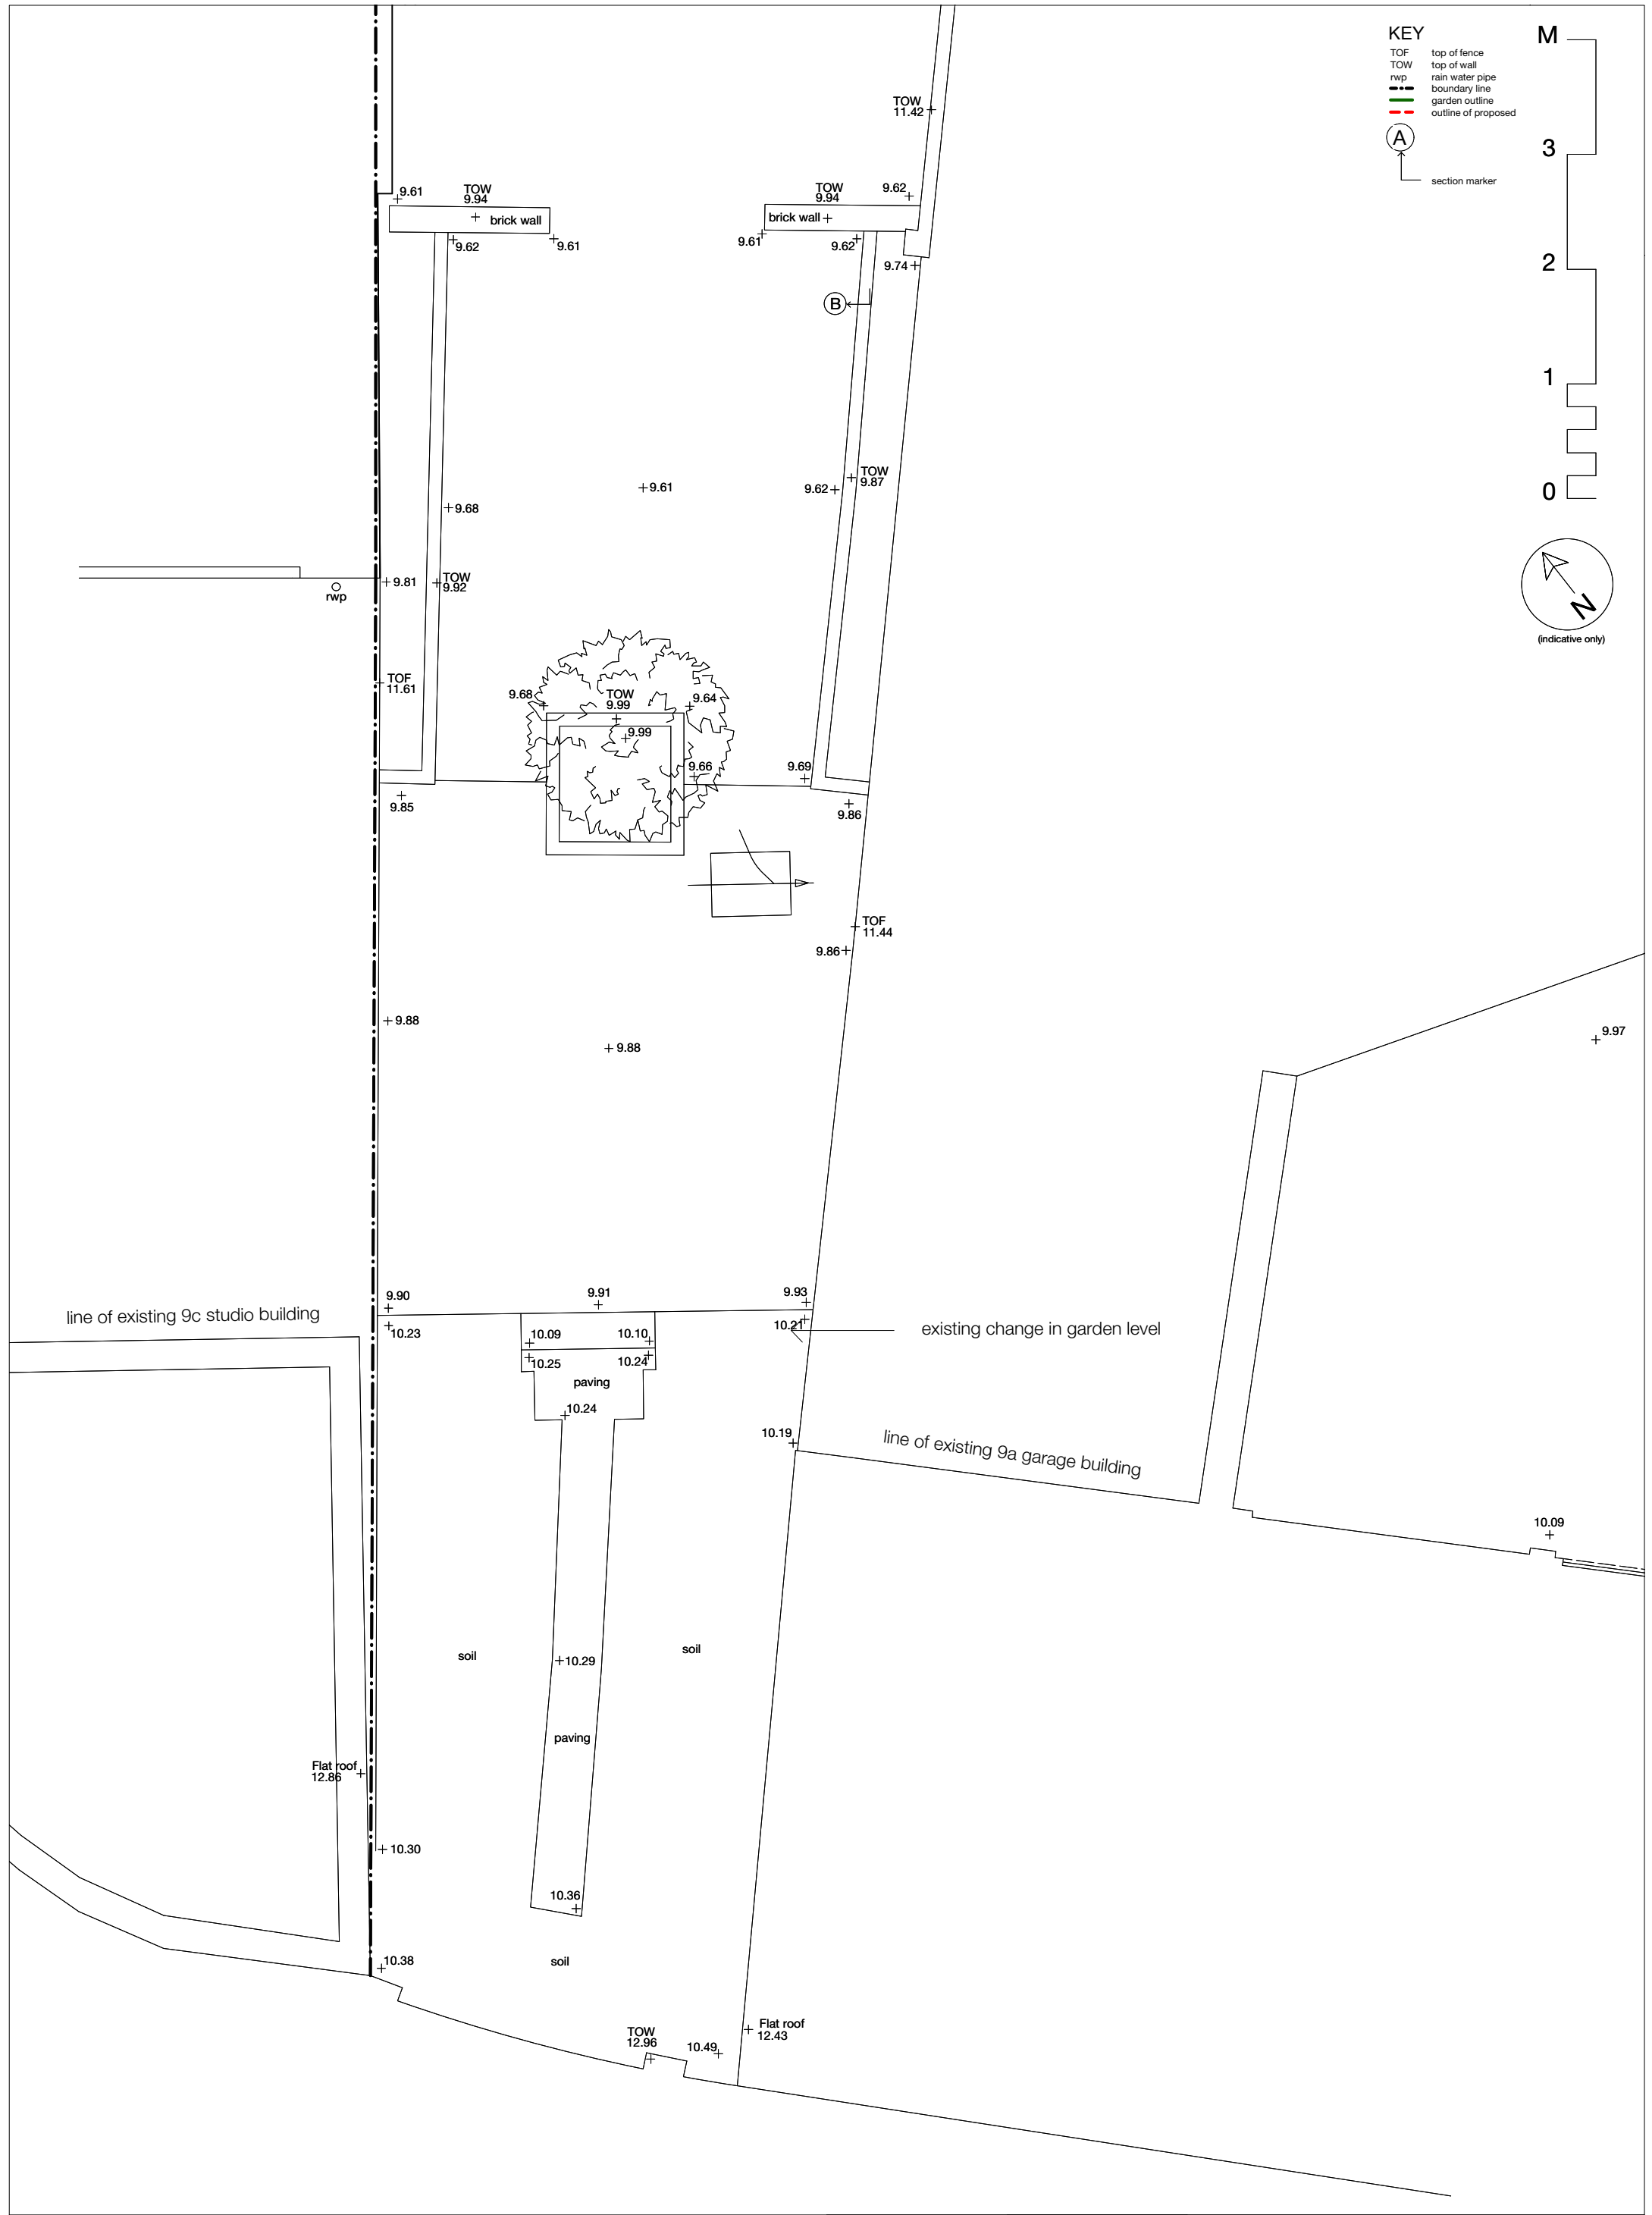 KEY
TOF top of fence
TOW top of wall
rwp rain water pipe
boundary line
garden outline
outline of proposed
A
section marker
M
3
2
1
0
N
(indicative only)
TOW
11.42
9.61
TOW
9.94
brick wall
9.62
9.61
TOW
9.94
9.62
brick wall
9.61
9.62
9.74
B
9.61
9.62
TOW
9.87
9.68
9.81
TOW
9.92
rwp
TOF
11.61
9.68
TOW
9.99
9.64
9.99
9.66
9.69
9.85
9.86
TOF
11.44
9.86
9.88
9.88
9.97
9.90
9.91
9.93
line of existing 9c studio building
10.23
10.09
10.10
10.21
existing change in garden level
10.25
10.24
paving
10.24
10.19
line of existing 9a garage building
10.09
soil
soil
10.29
paving
Flat roof
12.86
10.30
10.36
10.38
soil
TOW
12.96
10.49
Flat roof
12.43